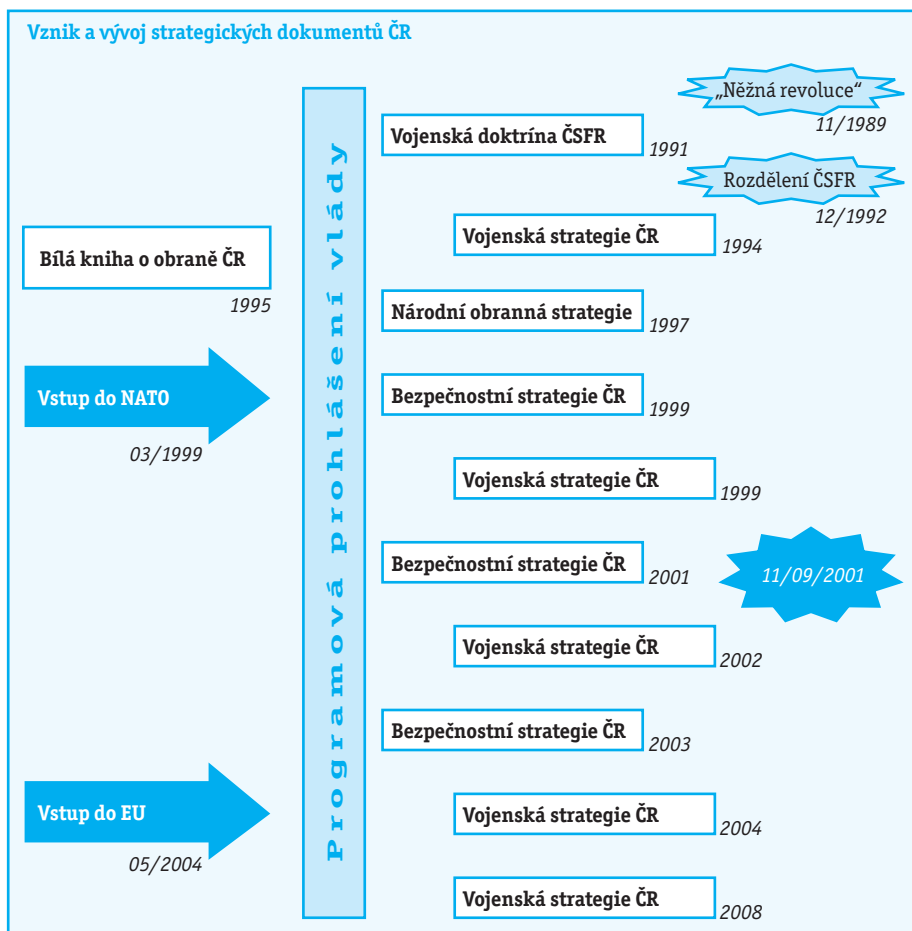 Vznik a vývoj strategických dokumentů ČR
„Něžná revoluce“
11/1989
Vojenská doktrína ČSFR
1991
Rozdělení ČSFR
12/1992
Vojenská strategie ČR
1994
Bílá kniha o obraně ČR
1995
Národní obranná strategie
1997
Vstup do NATO
03/1999
Bezpečnostní strategie ČR
1999
Vojenská strategie ČR
1999
Bezpečnostní strategie ČR
2001
11/09/2001
Vojenská strategie ČR
2002
Bezpečnostní strategie ČR
2003
Vstup do EU
05/2004
Vojenská strategie ČR
2004
Vojenská strategie ČR
2008
Programová prohlášení vlády